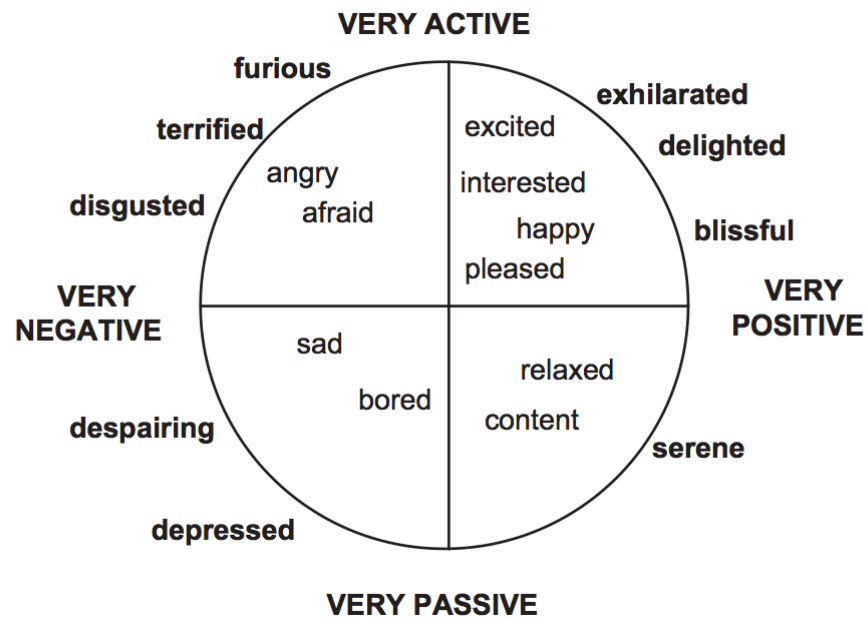 VERY ACTIVE
furious
exhilarated
terrified
excited
delighted
angry
interested
disgusted
afraid
happy
blissful
pleased
VERY
NEGATIVE
VERY
POSITIVE
sad
relaxed
bored
content
despairing
serene
depressed
VERY PASSIVE